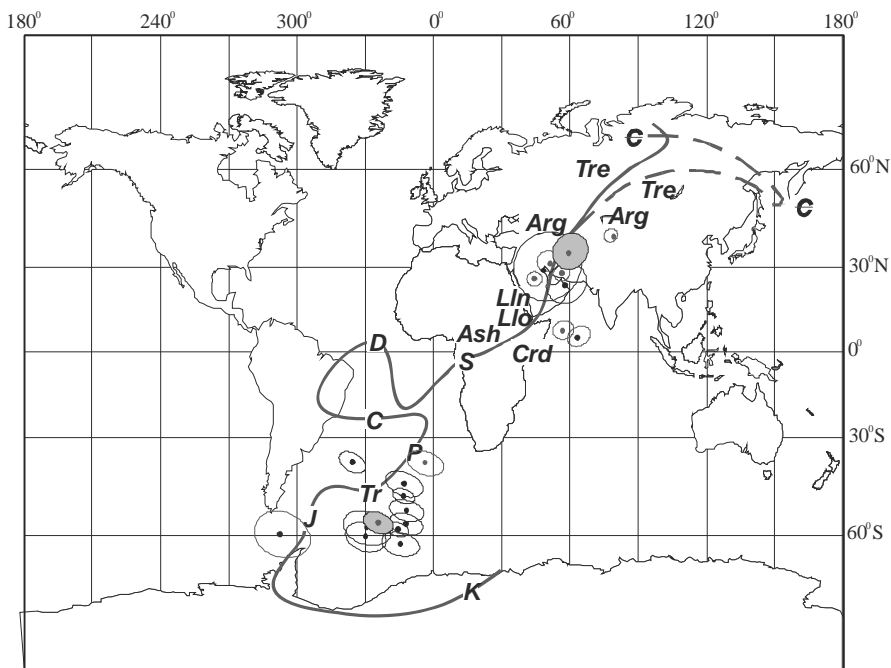 180⁰ 240⁰ 300⁰ 0⁰ 60⁰ 120⁰ 180⁰
C
60⁰N
Tre
Tre
C
Arg
Arg
30⁰N
Lln
Llo
Ash
D
S
Crd
0⁰
C
30⁰S
P
Tr
J
60⁰S
K